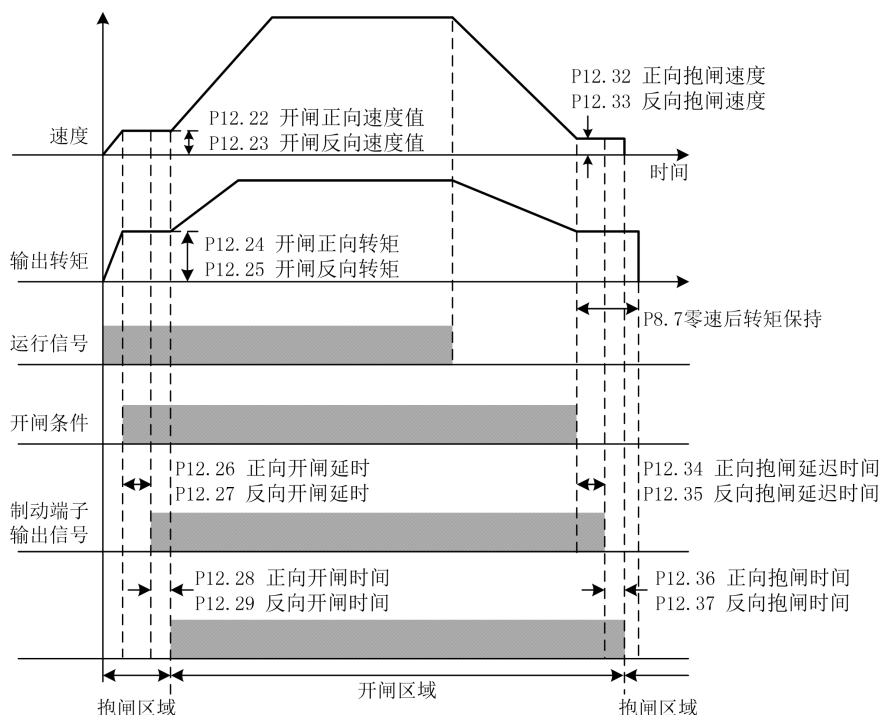 P12.32 正向抱闸速度
P12.33 反向抱闸速度
P12.22 开闸正向速度值
P12.23 开闸反向速度值
速度
时间
P12.24 开闸正向转矩
P12.25 开闸反向转矩
输出转矩
P8.7零速后转矩保持
运行信号
开闸条件
P12.26 正向开闸延时
P12.27 反向开闸延时
P12.34 正向抱闸延迟时间
P12.35 反向抱闸延迟时间
制动端子
输出信号
P12.28 正向开闸时间
P12.29 反向开闸时间
P12.36 正向抱闸时间
P12.37 反向抱闸时间
抱闸区域
开闸区域
抱闸区域